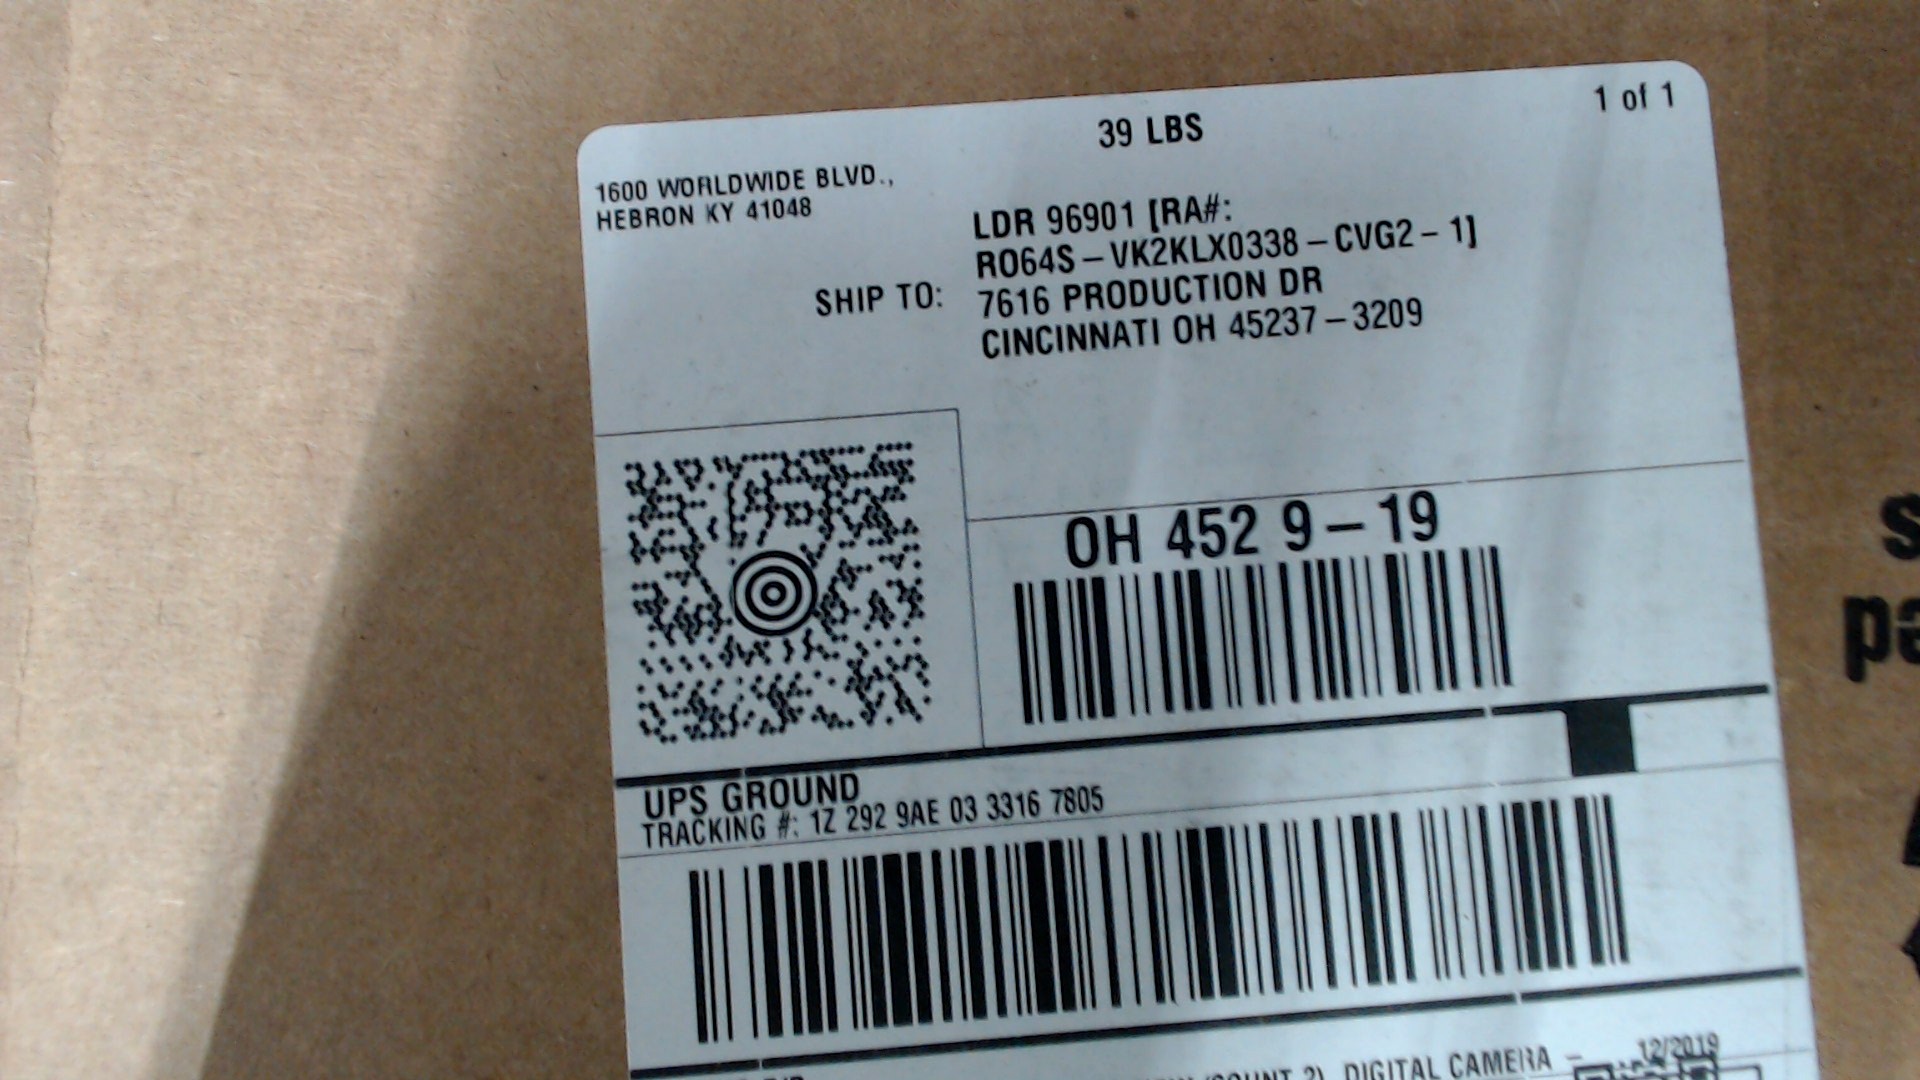 1 of 1
39 LBS
1600 WORLDWIDE BLVD.,
HEBRON KY 41048
LDR 96901 [RA#:
RO64S-VK2KLX0338-CVG2-1]
SHIP TO: 7616 PRODUCTION DR
CINCINNATI OH 45237-3209
OH 452 9-19
UPS GROUND
TRACKING #: 1Z 292 9AE 03 3316 7805
12/2019
DIGITAL CAMERA -